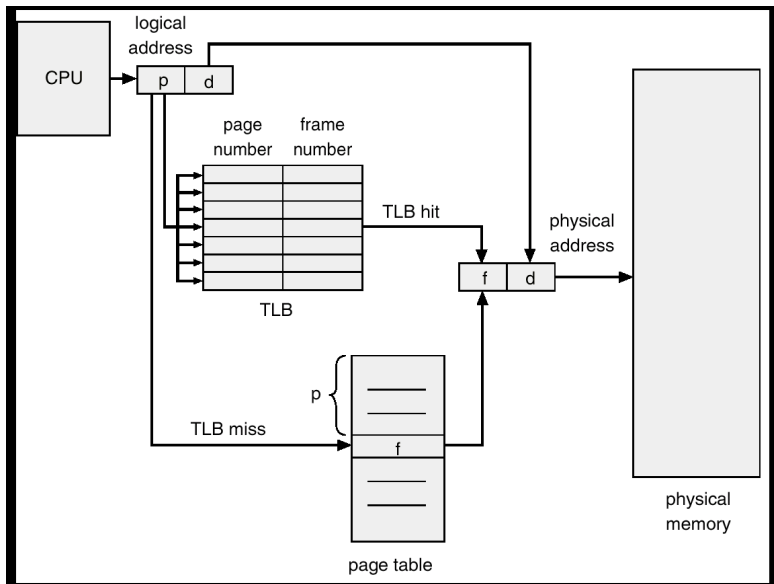 logical
address
CPU
p
d
page
number
frame
number
TLB hit
physical
address
f
d
TLB
p
TLB miss
f
physical
memory
page table